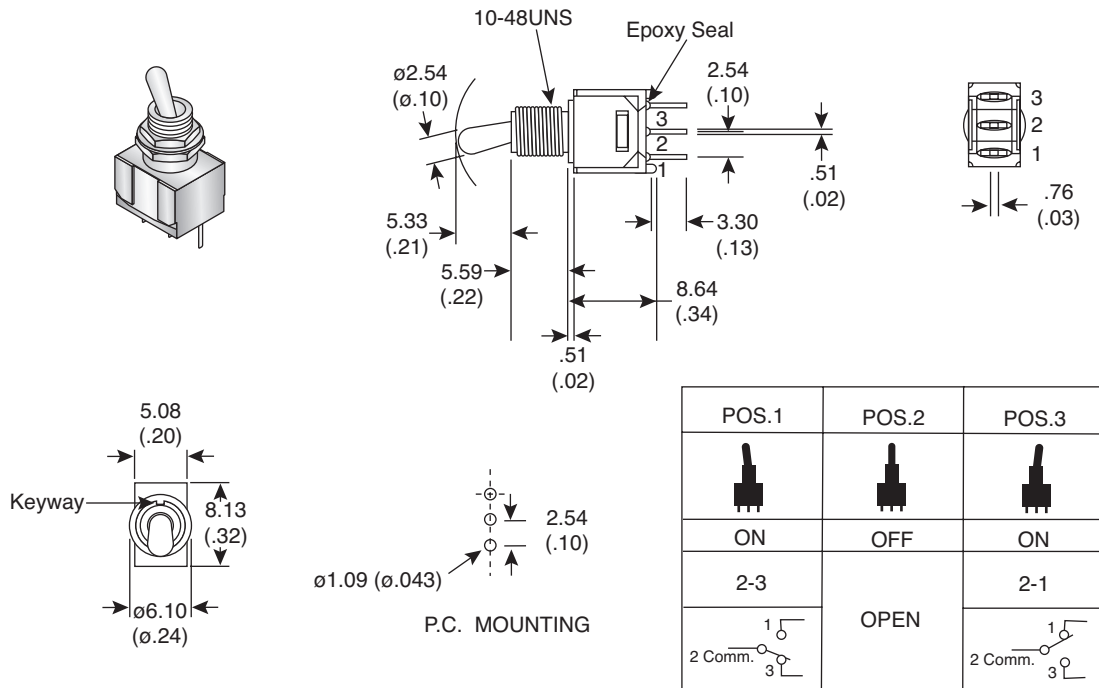 10-48UNS
Epoxy Seal
ø2.54
(ø.10)
2.54
(.10)
3
2
1
5.33
(.21)
5.59
(.22)
.51
(.02)
3.30
(.13)
8.64
(.34)
.51
(.02)
3
2
1
.76
(.03)
5.08
(.20)
Keyway
8.13
(.32)
ø6.10
(ø.24)
2.54
(.10)
ø1.09 (ø.043)
P.C. MOUNTING
POS.1 POS.2 POS.3
ON OFF ON
2-3 OPEN 2-1
1
2 Comm.
3
1
2 Comm.
3